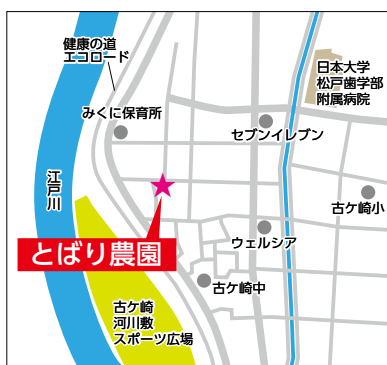 健康の道
エコロード
みくに保育所
日本大学
松戸歯学部
附属病院
セブンイレブン
江戸川
古ケ崎小
とばり農園
ウェルシア
古ケ崎中
古ケ崎
河川敷
スポーツ広場